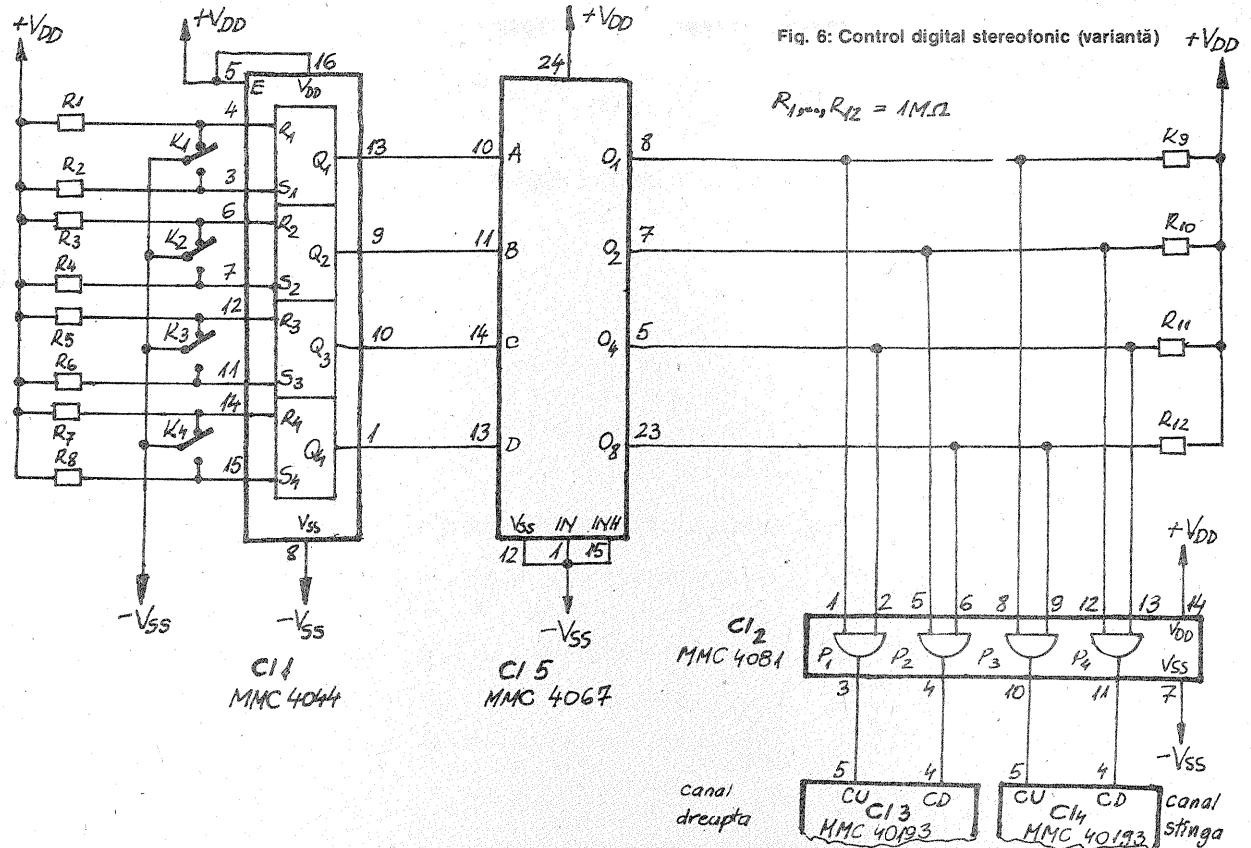 Fig. 6: Control digital stereofonic (variantă)
R1,...,R12 = 1MΩ
+VDD
+VDD
+VDD
+VDD
R1
R2
R3
R4
R5
R6
R7
R8
K1
K2
K3
K4
5 E
16
VDD
4 R1
3 S1
6 R2
7 S2
12 R3
11 S3
14 R4
15 S4
Q1 13
Q2 9
Q3 10
Q4 1
VSS
8
-VSS
-VSS
CI 1
MMC 4044
24
10 A
11 B
14 C
13 D
O1 8
O2 7
O4 5
O8 23
VSS IN INH
12 1 15
-VSS
CI 5
MMC 4067
R9
R10
R11
R12
+VDD
CI2
MMC 4081
1 2 5 6 8 9 12 13 14
VDD
P1 P2 P3 P4
VSS
3 4 10 11 7
-VSS
5 4 5 4
CU CD CU CD
canal
dreapta
CI 3
MMC 40193
CI4
MMC 40193
canal
stînga